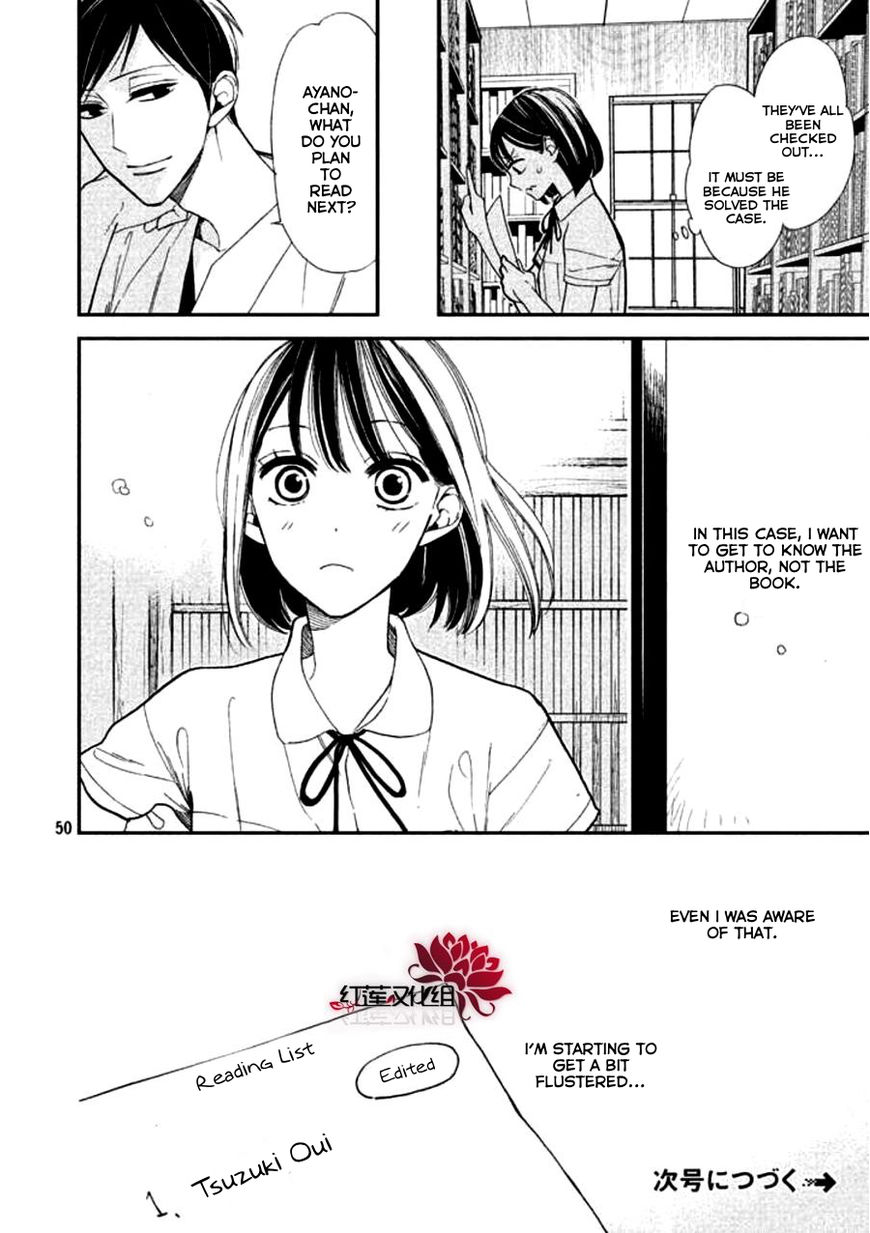 THEY'VE ALL
BEEN
CHECKED
OUT...
IT MUST BE
BECAUSE HE
SOLVED THE
CASE.
AYANO-
CHAN,
WHAT
DO YOU
PLAN
TO
READ
NEXT?
IN THIS CASE, I WANT
TO GET TO KNOW THE
AUTHOR, NOT THE
BOOK.
50
EVEN I WAS AWARE
OF THAT.
红莲汉化组
I'M STARTING TO
GET A BIT
FLUSTERED...
Reading List
Edited
1. Tsuzuki Oui
次号につづく